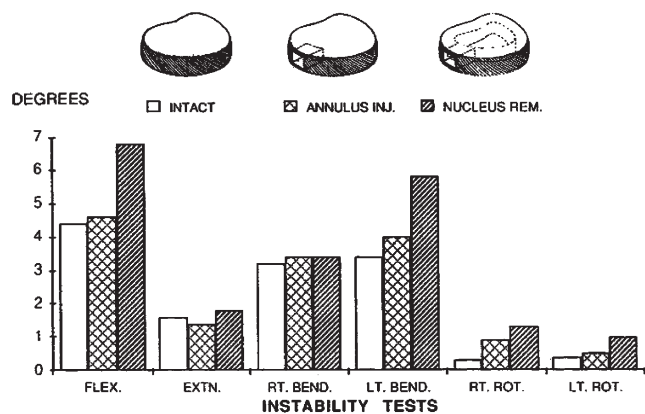 DEGREES
INTACT
ANNULUS INJ.
NUCLEUS REM.
7
6
5
4
3
2
1
0
FLEX. EXTN. RT. BEND. LT. BEND. RT. ROT. LT. ROT.
INSTABILITY TESTS